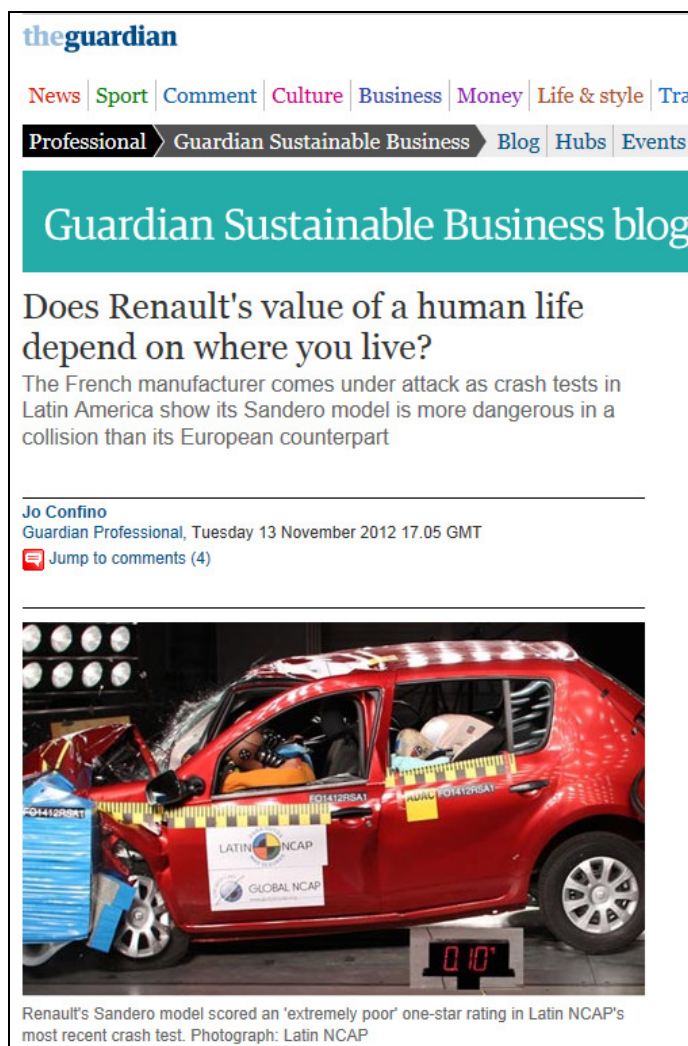 theguardian
News Sport Comment Culture Business Money Life & style Tra
Professional Guardian Sustainable Business Blog Hubs Events
Guardian Sustainable Business blog
Does Renault's value of a human life
depend on where you live?
The French manufacturer comes under attack as crash tests in
Latin America show its Sandero model is more dangerous in a
collision than its European counterpart
Jo Confino
Guardian Professional, Tuesday 13 November 2012 17.05 GMT
Jump to comments (4)
FO1412RSA1
FO1412RSA1
ADAC FO1412RSA1
LATIN NCAP
GLOBAL NCAP
0.10
Renault's Sandero model scored an 'extremely poor' one-star rating in Latin NCAP's
most recent crash test. Photograph: Latin NCAP